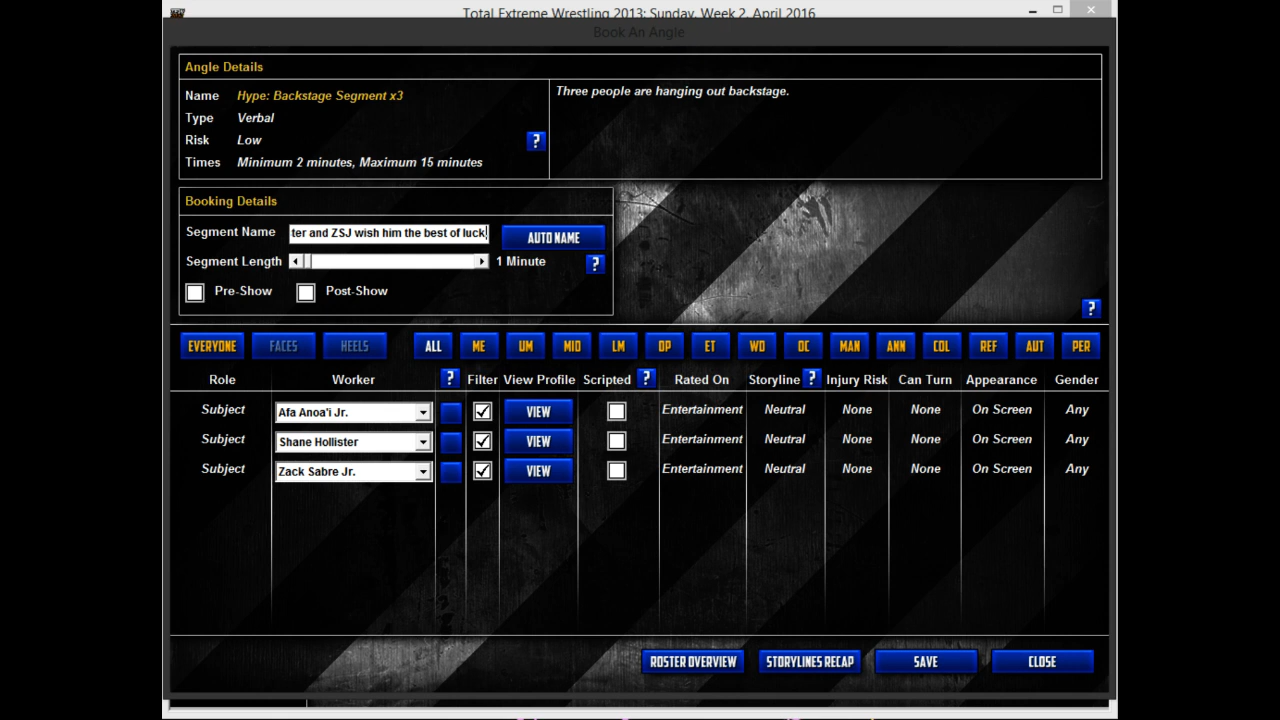 Total Extreme Wrestling 2013: Sunday, Week 2, April 2016
Book An Angle
Angle Details
Name Hype: Backstage Segment x3
Three people are hanging out backstage.
Type Verbal
Risk Low
?
Times Minimum 2 minutes, Maximum 15 minutes
Booking Details
Segment Name ter and ZSJ wish him the best of luck AUTO NAME
Segment Length 1 Minute ?
Pre-Show Post-Show
?
EVERYONE FACES HEELS ALL ME UM MID LM OP ET WO OC MAN ANN COL REF AUT PER
Role Worker ? Filter View Profile Scripted ? Rated On Storyline ? Injury Risk Can Turn Appearance Gender
Subject Afa Anoa'i Jr. VIEW Entertainment Neutral None None On Screen Any
Subject Shane Hollister VIEW Entertainment Neutral None None On Screen Any
Subject Zack Sabre Jr. VIEW Entertainment Neutral None None On Screen Any
ROSTER OVERVIEW STORYLINES RECAP SAVE CLOSE